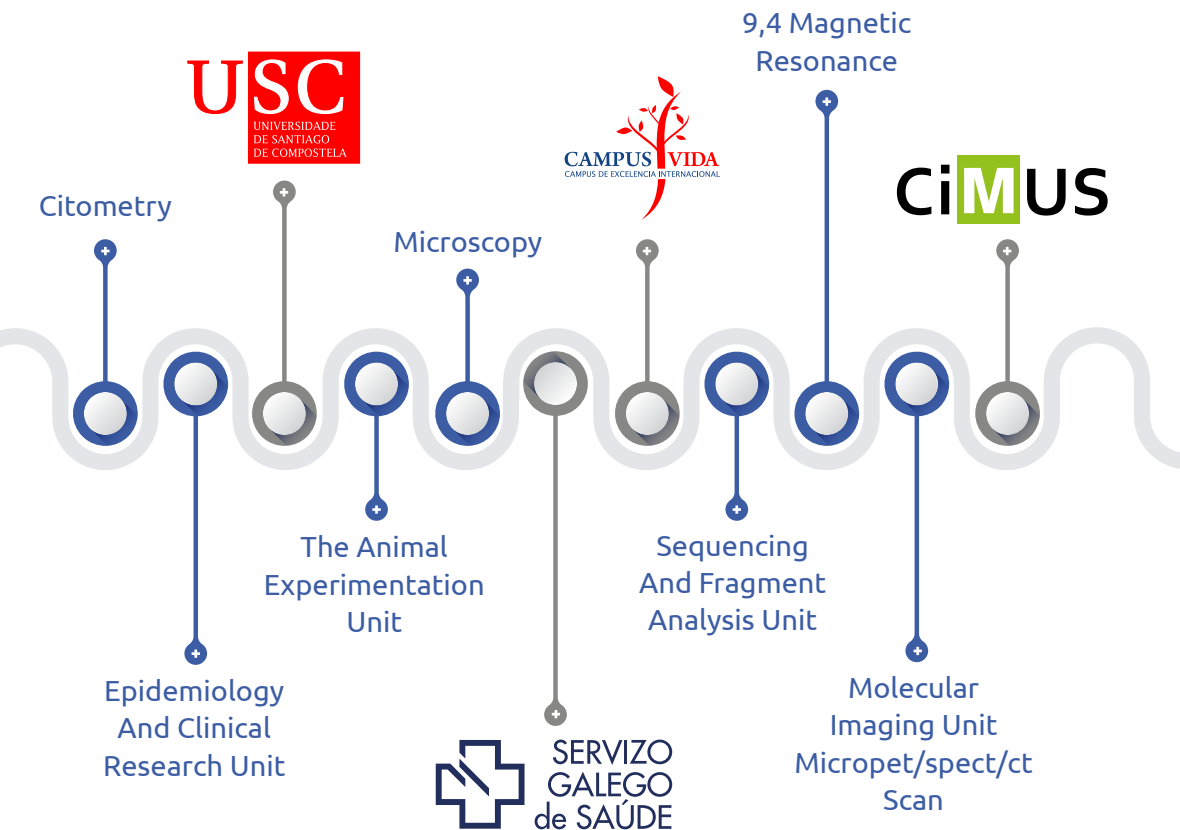 9,4 Magnetic
Resonance
USC
UNIVERSIDADE
DE SANTIAGO
DE COMPOSTELA
CAMPUS VIDA
CAMPUS DE EXCELENCIA INTERNACIONAL
CiMUS
Citometry
Microscopy
The Animal
Experimentation
Unit
Sequencing
And Fragment
Analysis Unit
Epidemiology
And Clinical
Research Unit
Molecular
Imaging Unit
Micropet/spect/ct
Scan
SERVIZO
GALEGO
de SAÚDE